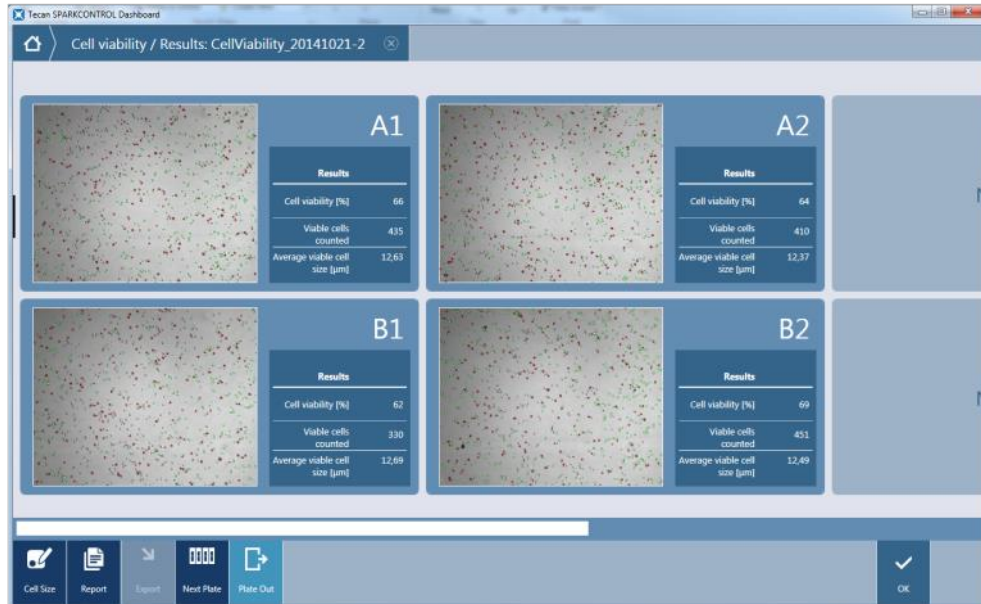 Tecan SPARKCONTROL Dashboard
Cell viability / Results: CellViability_20141021-2
A1
Results
Cell viability [%] 66
Viable cells
counted 435
Average viable cell
size [µm] 12,63
A2
Results
Cell viability [%] 64
Viable cells
counted 410
Average viable cell
size [µm] 12,37
B1
Results
Cell viability [%] 62
Viable cells
counted 330
Average viable cell
size [µm] 12,69
B2
Results
Cell viability [%] 69
Viable cells
counted 451
Average viable cell
size [µm] 12,49
Cell Size Report Export Next Plate Plate Out OK